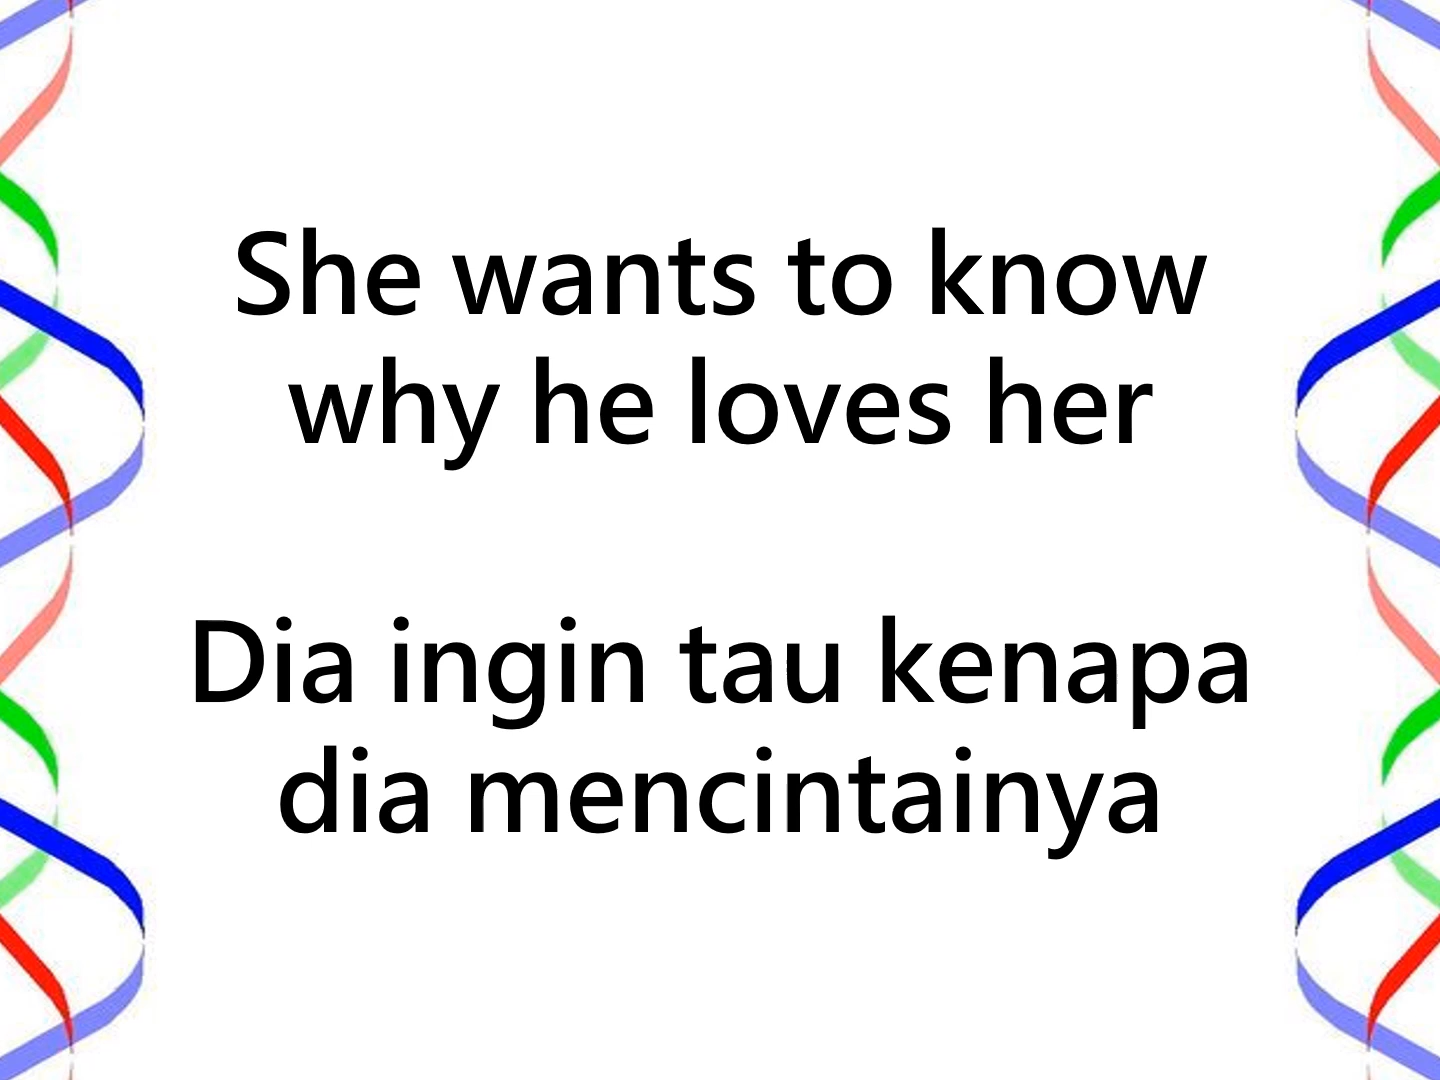 She wants to know
why he loves her
Dia ingin tau kenapa
dia mencintainya